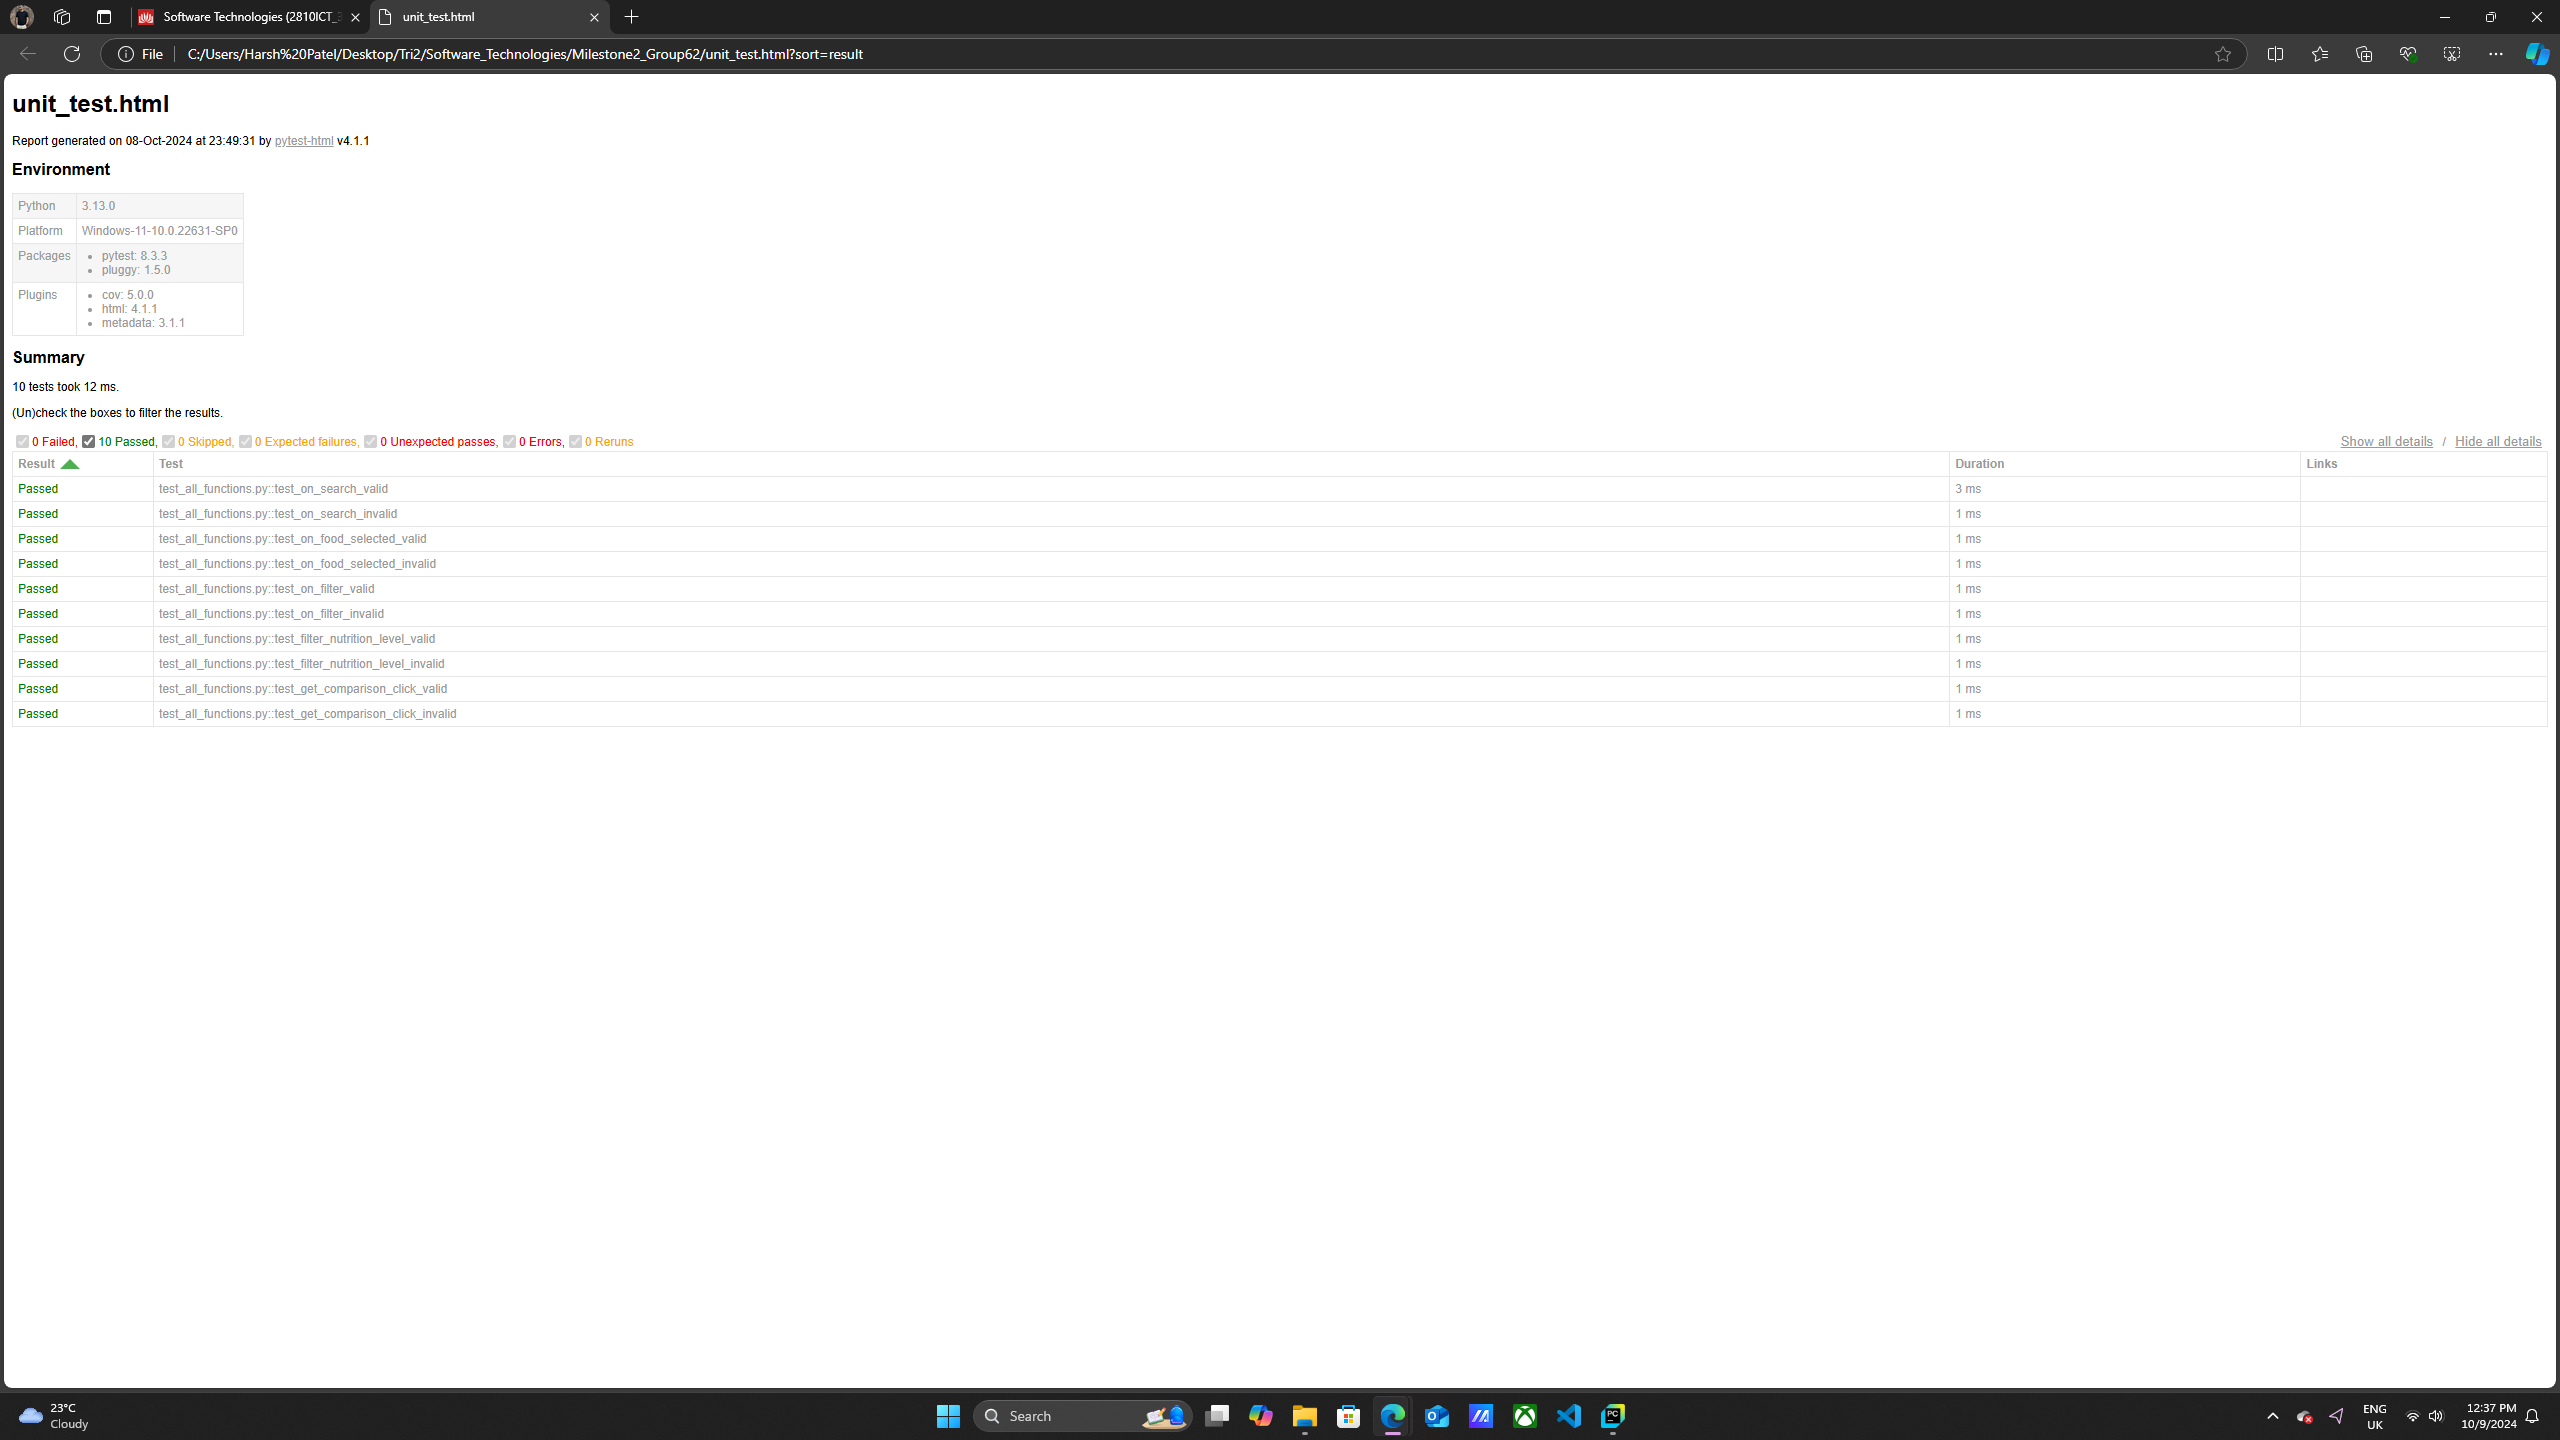 Software Technologies (2810ICT_3
unit_test.html
File
C:/Users/Harsh%20Patel/Desktop/Tri2/Software_Technologies/Milestone2_Group62/unit_test.html?sort=result
unit_test.html
Report generated on 08-Oct-2024 at 23:49:31 by pytest-html v4.1.1
Environment
Python 3.13.0
Platform Windows-11-10.0.22631-SP0
Packages
• pytest: 8.3.3
• pluggy: 1.5.0
Plugins
• cov: 5.0.0
• html: 4.1.1
• metadata: 3.1.1
Summary
10 tests took 12 ms.
(Un)check the boxes to filter the results.
0 Failed, 10 Passed, 0 Skipped, 0 Expected failures, 0 Unexpected passes, 0 Errors, 0 Reruns
Show all details / Hide all details
Result Test Duration Links
Passed test_all_functions.py::test_on_search_valid 3 ms
Passed test_all_functions.py::test_on_search_invalid 1 ms
Passed test_all_functions.py::test_on_food_selected_valid 1 ms
Passed test_all_functions.py::test_on_food_selected_invalid 1 ms
Passed test_all_functions.py::test_on_filter_valid 1 ms
Passed test_all_functions.py::test_on_filter_invalid 1 ms
Passed test_all_functions.py::test_filter_nutrition_level_valid 1 ms
Passed test_all_functions.py::test_filter_nutrition_level_invalid 1 ms
Passed test_all_functions.py::test_get_comparison_click_valid 1 ms
Passed test_all_functions.py::test_get_comparison_click_invalid 1 ms
23°C
Cloudy
Search
ENG
UK
12:37 PM
10/9/2024